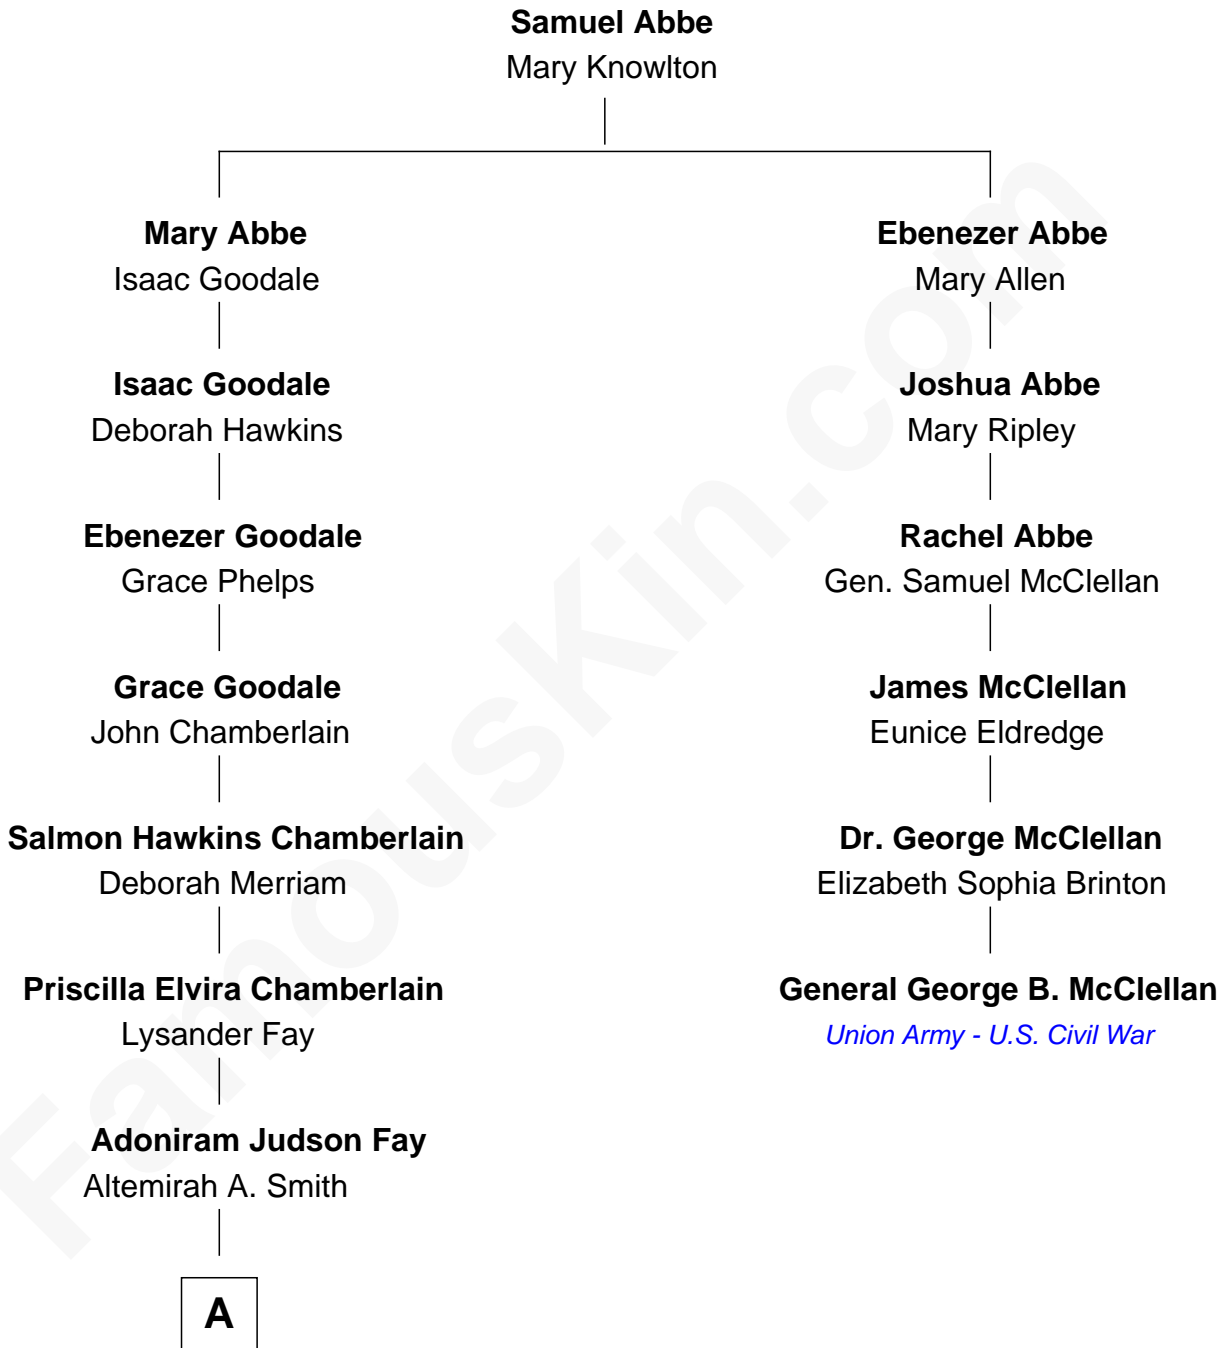 Samuel Abbe
Mary Knowlton
Mary Abbe
Isaac Goodale
Ebenezer Abbe
Mary Allen
Isaac Goodale
Deborah Hawkins
Joshua Abbe
Mary Ripley
Ebenezer Goodale
Grace Phelps
Rachel Abbe
Gen. Samuel McClellan
Grace Goodale
John Chamberlain
James McClellan
Eunice Eldredge
Salmon Hawkins Chamberlain
Deborah Merriam
Dr. George McClellan
Elizabeth Sophia Brinton
Priscilla Elvira Chamberlain
Lysander Fay
General George B. McClellan
Union Army - U.S. Civil War
Adoniram Judson Fay
Altemirah A. Smith
A
FamousKin.com